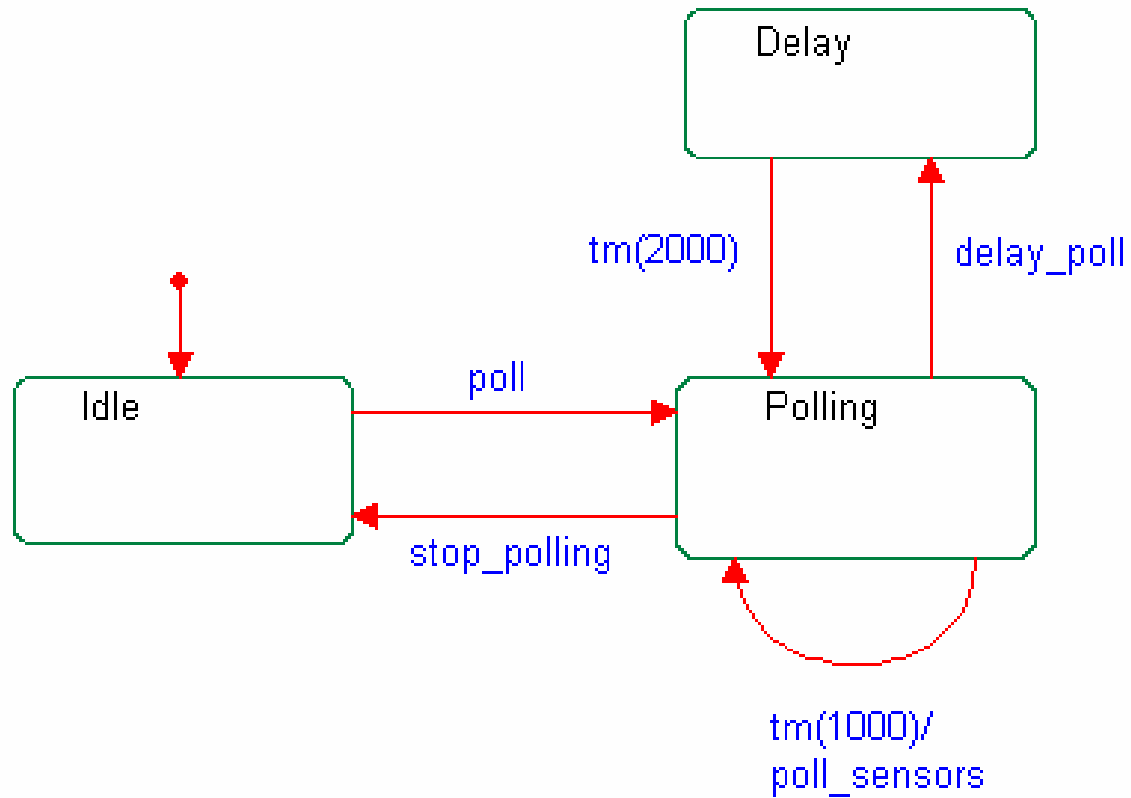 Delay
tm(2000)
delay_poll
Idle
poll
Polling
stop_polling
tm(1000)/
poll_sensors